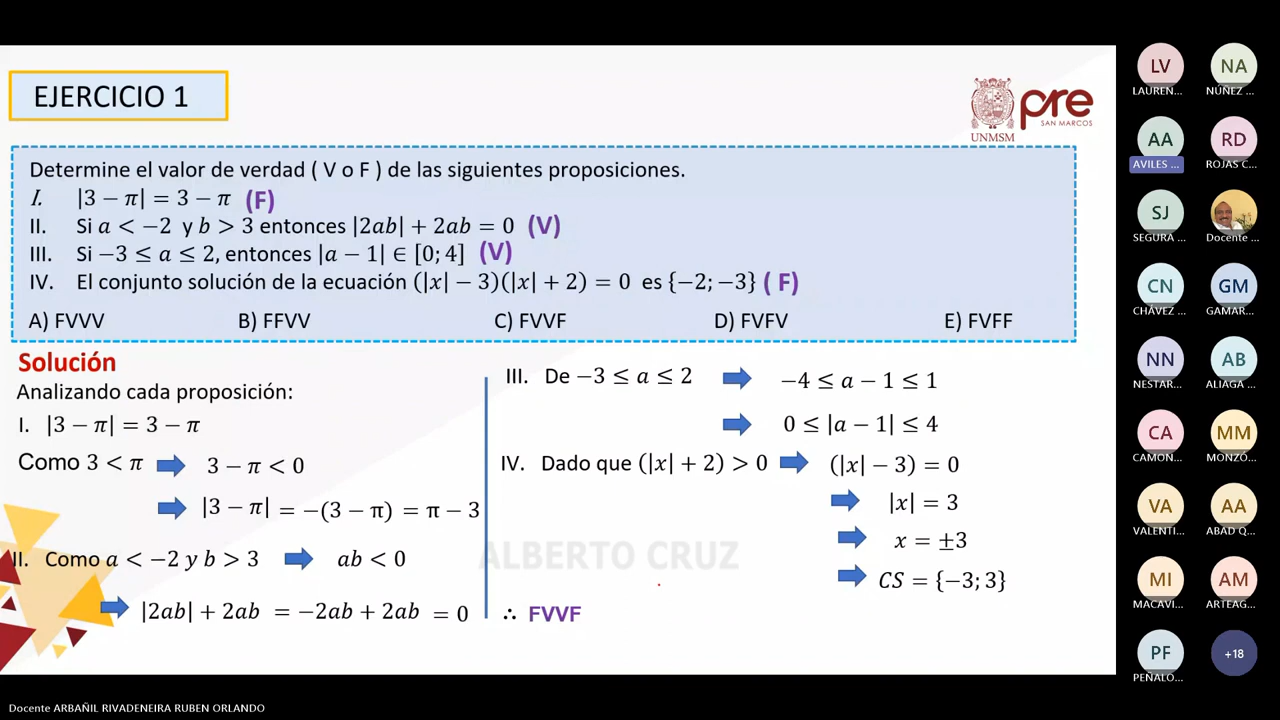 EJERCICIO 1
UNMSM
pre
SAN MARCOS
Determine el valor de verdad ( V o F ) de las siguientes proposiciones.
I. |3 − π| = 3 − π (F)
II. Si a < −2 y b > 3 entonces |2ab| + 2ab = 0 (V)
III. Si −3 ≤ a ≤ 2, entonces |a − 1| ∈ [0; 4] (V)
IV. El conjunto solución de la ecuación (|x| − 3)(|x| + 2) = 0 es {−2; −3} ( F)
A) FVVV B) FFVV C) FVVF D) FVFV E) FVFF
Solución
Analizando cada proposición:
I. |3 − π| = 3 − π
Como 3 < π ➡ 3 − π < 0
➡ |3 − π| = −(3 − π) = π − 3
II. Como a < −2 y b > 3 ➡ ab < 0
➡ |2ab| + 2ab = −2ab + 2ab = 0
III. De −3 ≤ a ≤ 2 ➡ −4 ≤ a − 1 ≤ 1
➡ 0 ≤ |a − 1| ≤ 4
IV. Dado que (|x| + 2) > 0 ➡ (|x| − 3) = 0
➡ |x| = 3
➡ x = ±3
➡ CS = {−3; 3}
∴ FVVF
ALBERTO CRUZ
LV NA
LAUREN... NÚÑEZ ...
AA RD
AVILES ... ROJAS C...
SJ
SEGURA ... Docente ...
CN GM
CHÁVEZ ... GAMAR...
NN AB
NESTAR... ALIAGA ...
CA MM
CAMON... MONZÓ...
VA AA
VALENTI... ABAD Q...
MI AM
MACAVI... ARTEAG...
PF +18
PEÑALO...
Docente ARBAÑIL RIVADENEIRA RUBEN ORLANDO